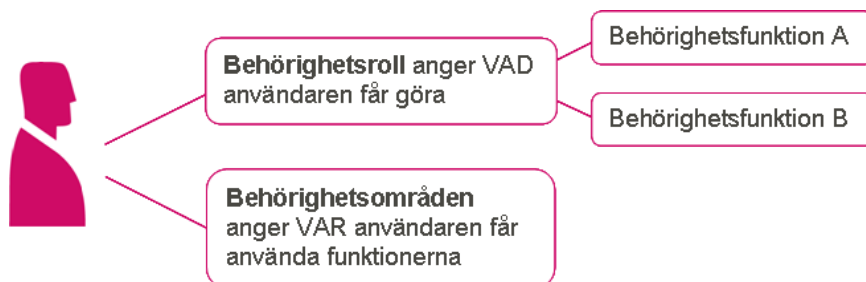 Behörighetsroll anger VAD
användaren får göra
Behörighetsfunktion A
Behörighetsfunktion B
Behörighetsområden
anger VAR användaren får
använda funktionerna